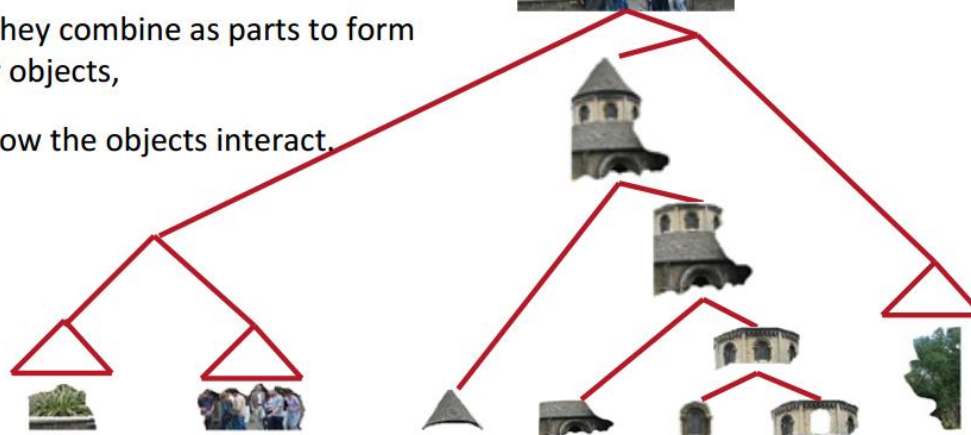 hey combine as parts to form
objects,
ow the objects interact.